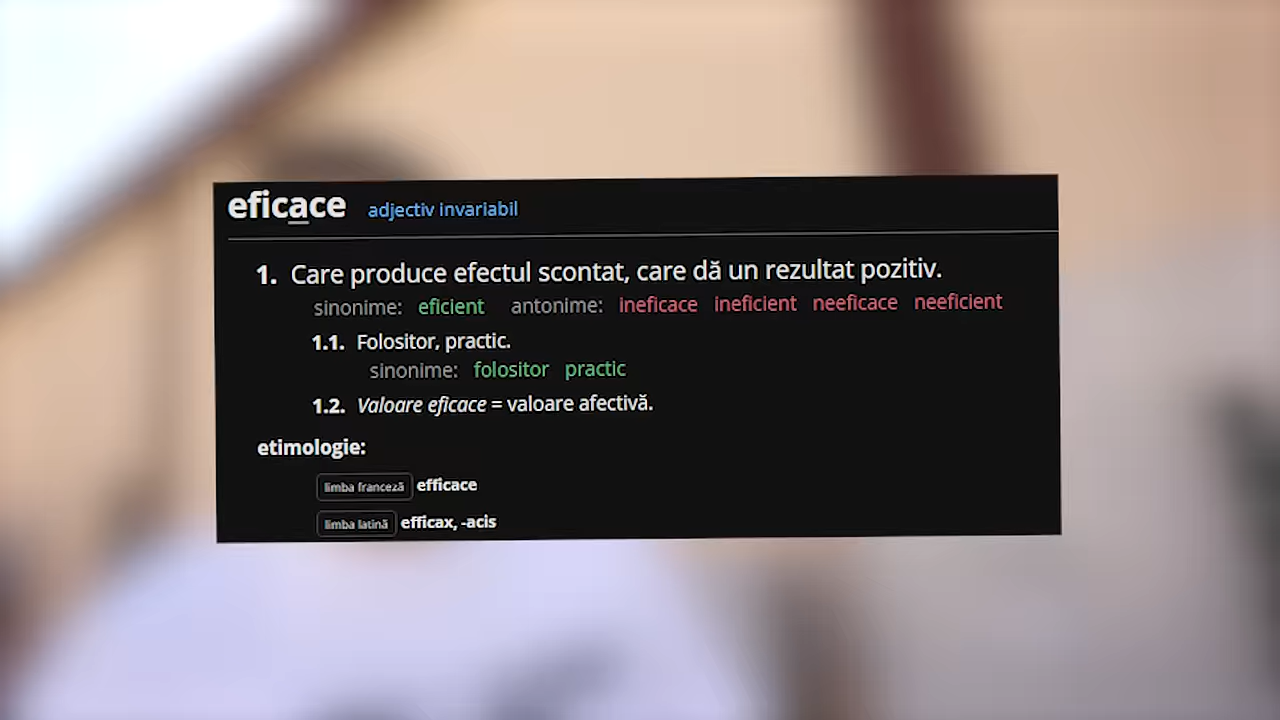 eficace adjectiv invariabil
1. Care produce efectul scontat, care dă un rezultat pozitiv.
sinonime: eficient antonime: ineficace ineficient neeficace neeficient
1.1. Folositor, practic.
sinonime: folositor practic
1.2. Valoare eficace = valoare afectivă.
etimologie:
limba franceză efficace
limba latină efficax, -acis